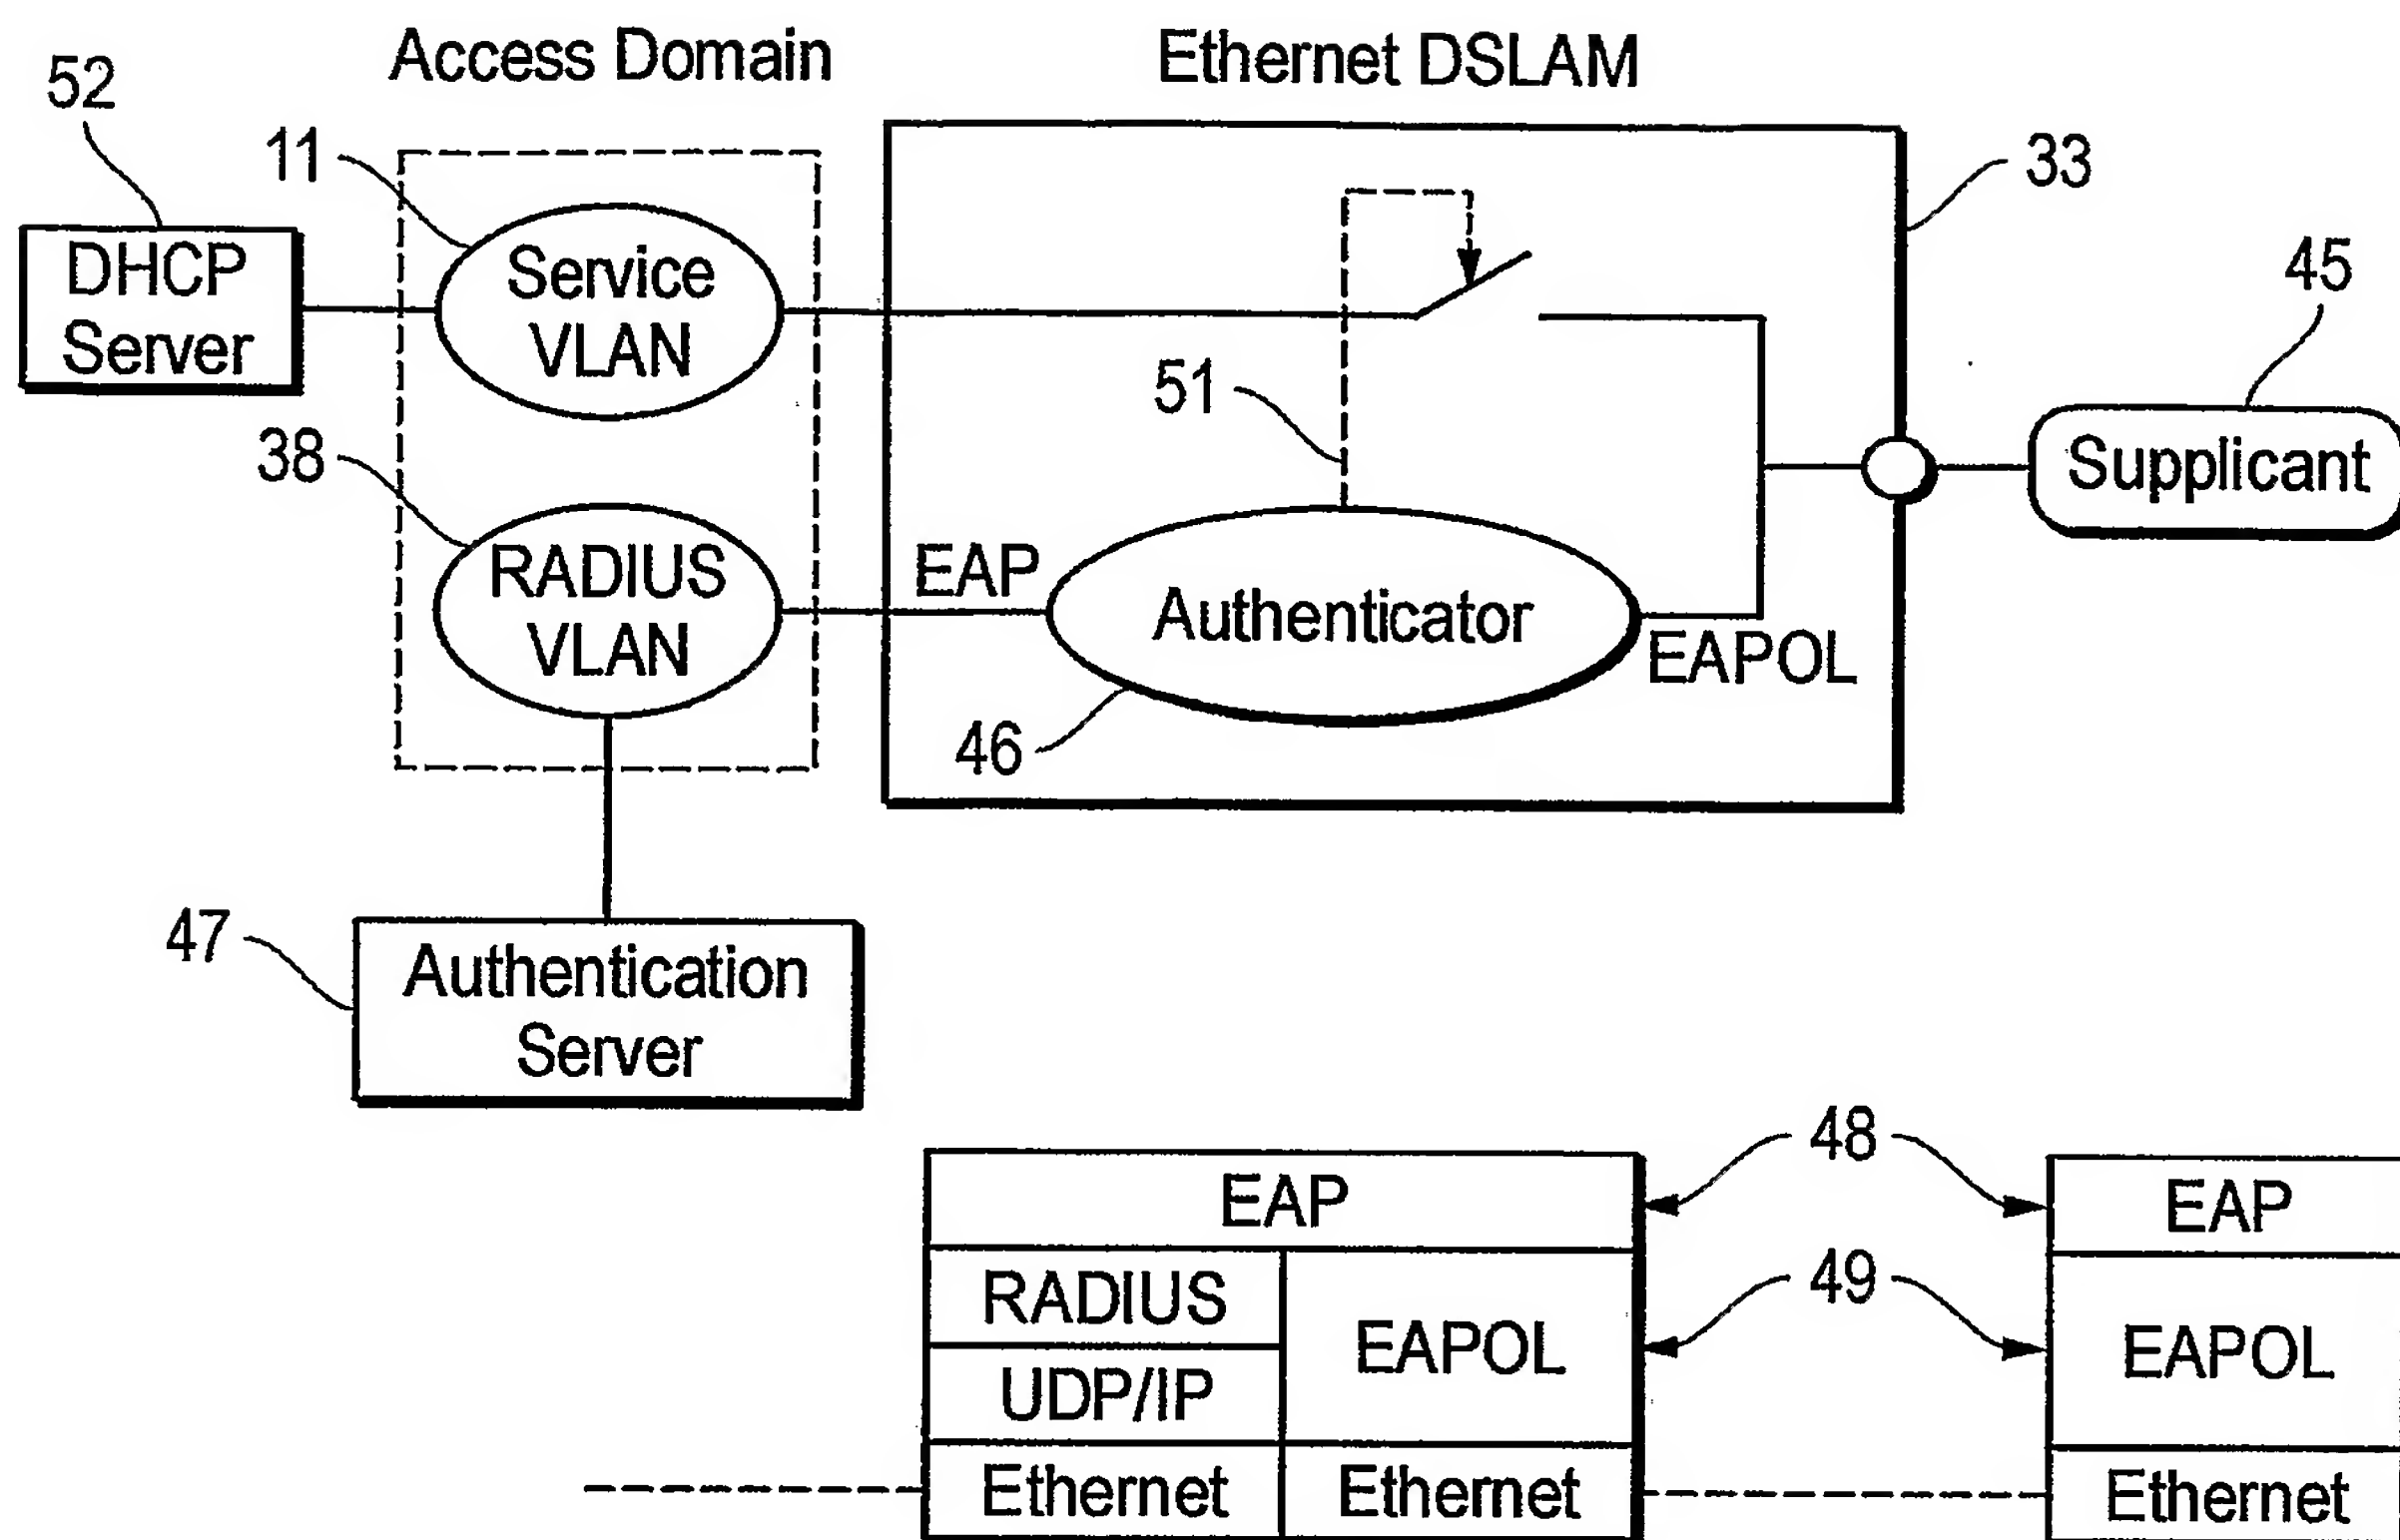 Access Domain
Ethernet DSLAM
52
11
33
DHCP
Server
Service
VLAN
45
51
38
Supplicant
RADIUS
VLAN
EAP
Authenticator
EAPOL
46
47
Authentication
Server
48
EAP
EAP
49
RADIUS
EAPOL
EAPOL
UDP/IP
Ethernet
Ethernet
Ethernet